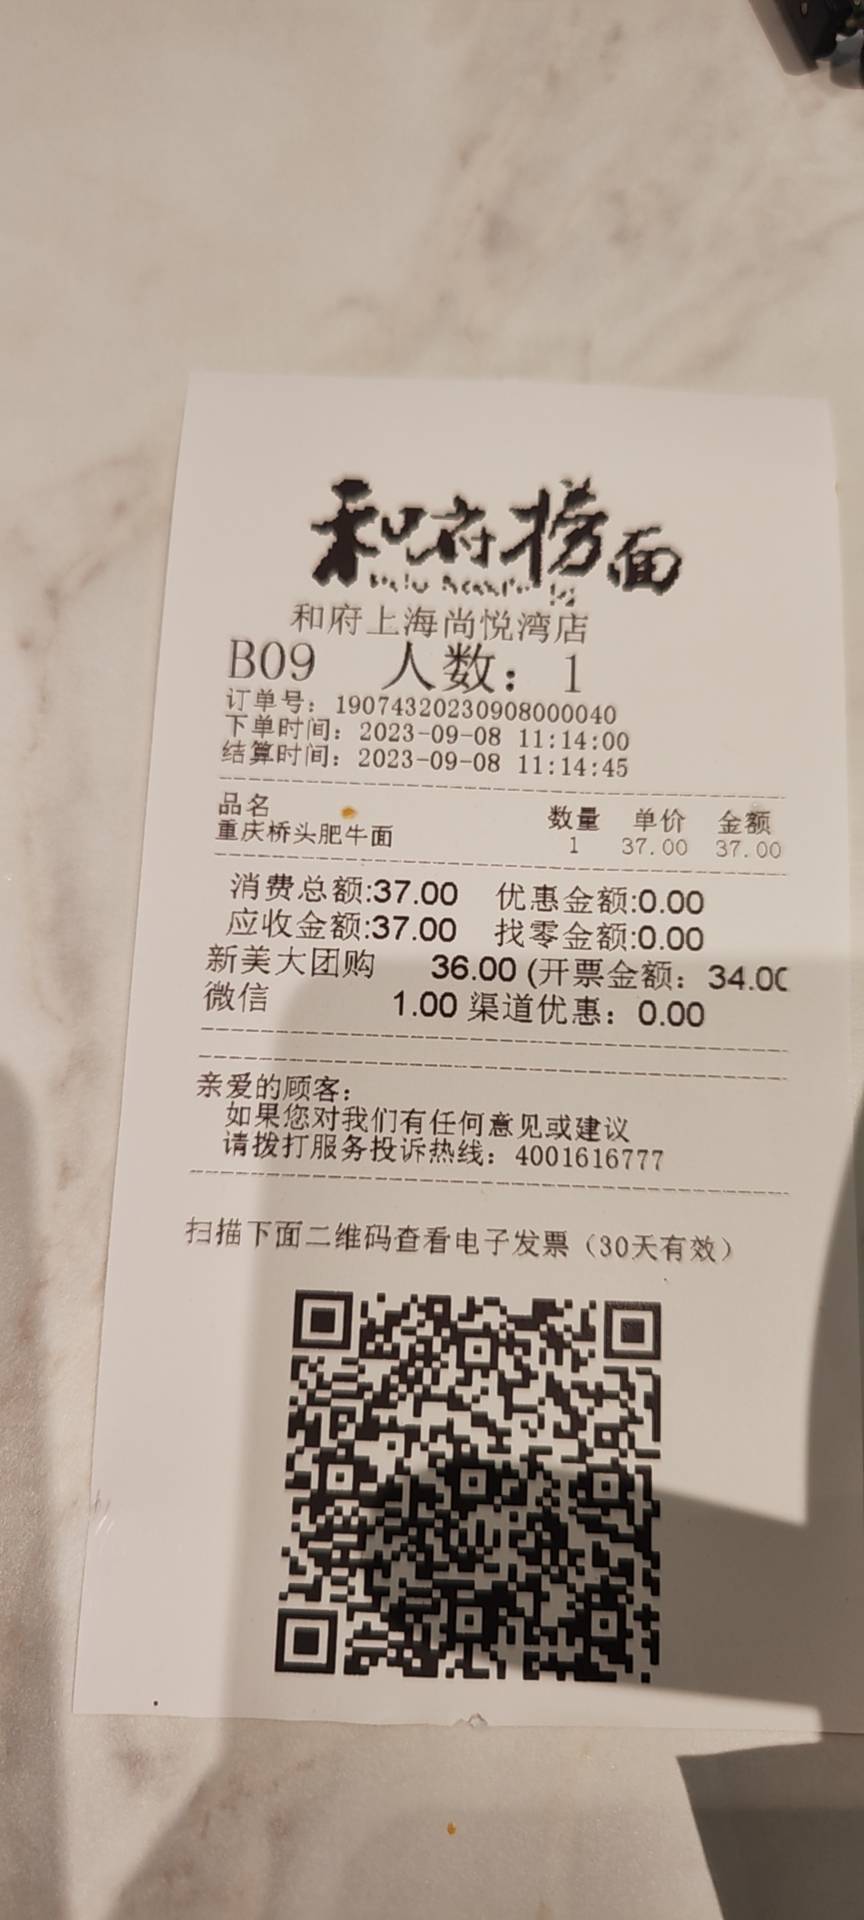 和府捞面
和府上海尚悦湾店
B09 人数：1
订单号：19074320230908000040
下单时间：2023-09-08 11:14:00
结算时间：2023-09-08 11:14:45
品名 数量 单价 金额
重庆桥头肥牛面 1 37.00 37.00
消费总额:37.00 优惠金额:0.00
应收金额:37.00 找零金额:0.00
新美大团购 36.00 (开票金额：34.00
微信 1.00 渠道优惠：0.00
亲爱的顾客：
如果您对我们有任何意见或建议
请拨打服务投诉热线：4001616777
扫描下面二维码查看电子发票（30天有效）